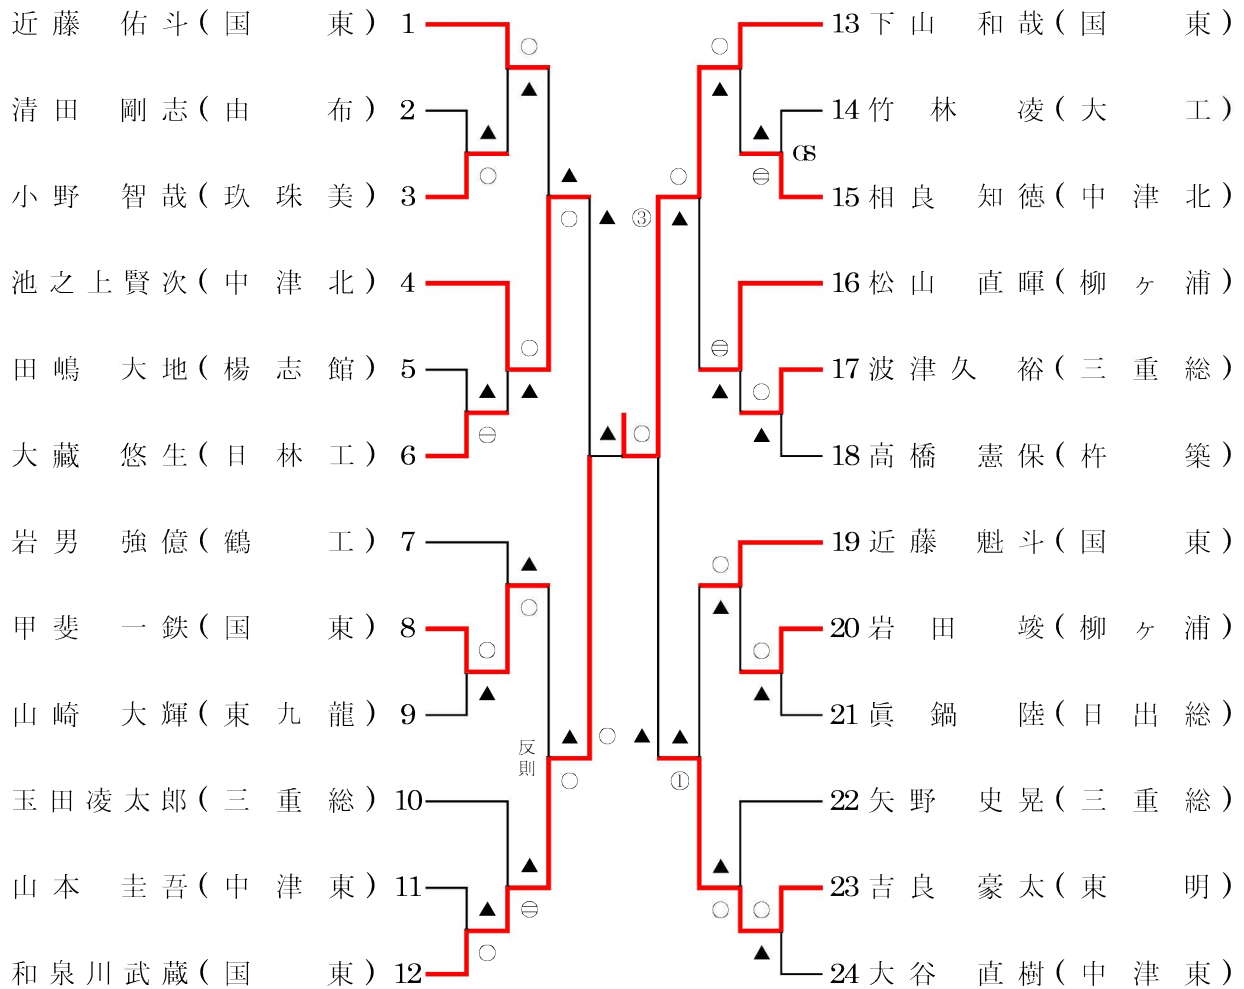 近藤 佑斗(国 東) 1
清田 剛志(由 布) 2
小野 智哉(玖珠美) 3
池之上賢次(中津北) 4
田嶋 大地(楊志館) 5
大藏 悠生(日林工) 6
岩男 強億(鶴 工) 7
甲斐 一鉄(国 東) 8
山崎 大輝(東九龍) 9
玉田凌太郎(三重総) 10
山本 圭吾(中津東) 11
和泉川武蔵(国 東) 12
反則
③
GS
①
13 下山 和哉(国 東)
14 竹林 凌(大 工)
15 相良 知徳(中津北)
16 松山 直暉(柳ヶ浦)
17 波津久 裕(三重総)
18 高橋 憲保(杵 築)
19 近藤 魁斗(国 東)
20 岩田 竣(柳ヶ浦)
21 眞鍋 陸(日出総)
22 矢野 史晃(三重総)
23 吉良 豪太(東 明)
24 大谷 直樹(中津東)